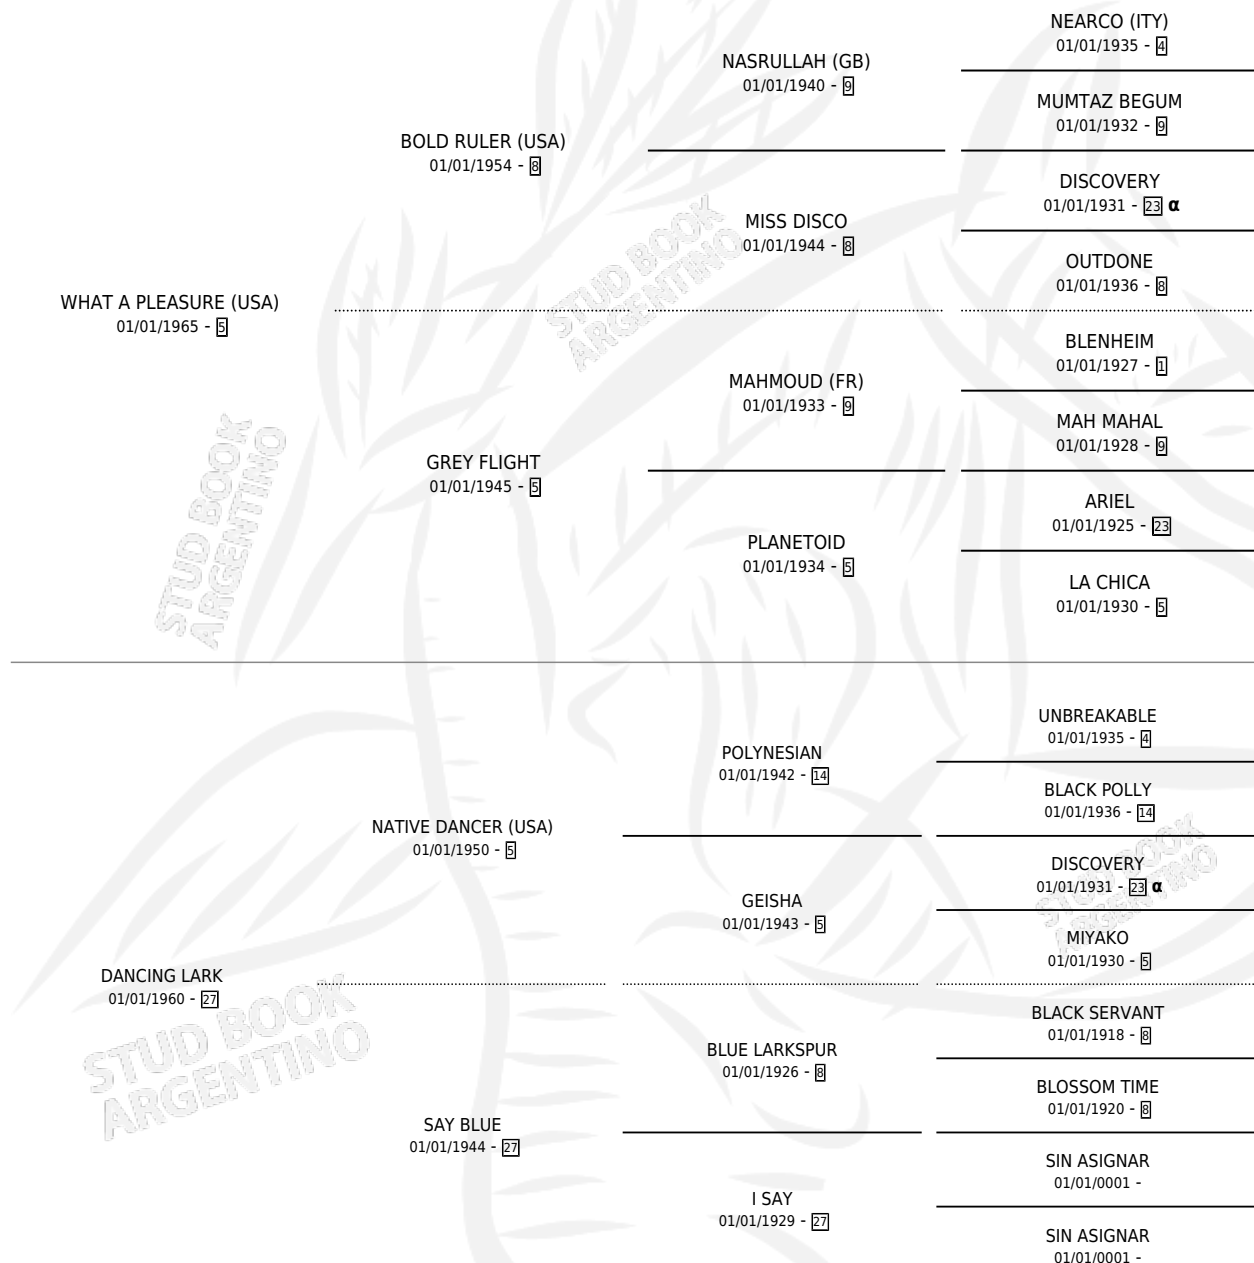 NEARCO (ITY)
01/01/1935 - 4
NASRULLAH (GB)
01/01/1940 - 9
MUMTAZ BEGUM
01/01/1932 - 9
BOLD RULER (USA)
01/01/1954 - 8
DISCOVERY
01/01/1931 - 23 α
MISS DISCO
01/01/1944 - 8
OUTDONE
01/01/1936 - 8
WHAT A PLEASURE (USA)
01/01/1965 - 5
BLENHEIM
01/01/1927 - 1
MAHMOUD (FR)
01/01/1933 - 9
MAH MAHAL
01/01/1928 - 9
GREY FLIGHT
01/01/1945 - 5
ARIEL
01/01/1925 - 23
PLANETOID
01/01/1934 - 5
LA CHICA
01/01/1930 - 5
UNBREAKABLE
01/01/1935 - 4
POLYNESIAN
01/01/1942 - 14
BLACK POLLY
01/01/1936 - 14
NATIVE DANCER (USA)
01/01/1950 - 5
DISCOVERY
01/01/1931 - 23 α
GEISHA
01/01/1943 - 5
MIYAKO
01/01/1930 - 5
DANCING LARK
01/01/1960 - 27
BLACK SERVANT
01/01/1918 - 8
BLUE LARKSPUR
01/01/1926 - 8
BLOSSOM TIME
01/01/1920 - 8
SAY BLUE
01/01/1944 - 27
SIN ASIGNAR
01/01/0001 -
I SAY
01/01/1929 - 27
SIN ASIGNAR
01/01/0001 -
STUD BOOK
ARGENTINO
STUD BOOK
ARGENTINO
STUD BOOK
ARGENTINO
STUD BOOK
ARGENTINO